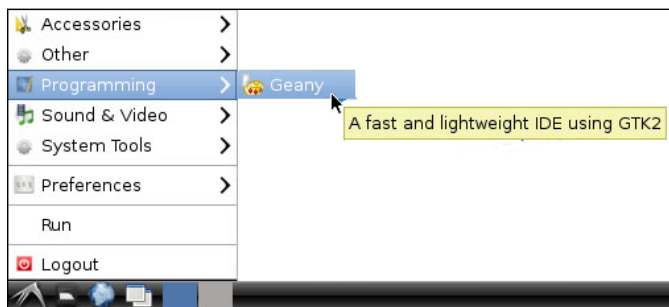 Accessories
Other
Programming
Geany
Sound & Video
A fast and lightweight IDE using GTK2
System Tools
Preferences
Run
Logout